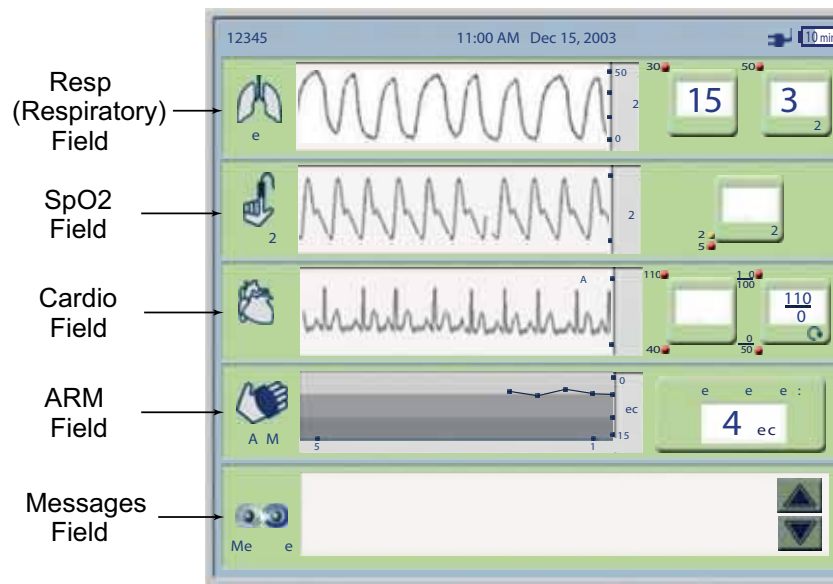 12345 11:00 AM Dec 15, 2003 10 min
Resp
(Respiratory)
Field
e
50
2
0
30
15
50
3
2
SpO2
Field
2
2
2
5
2
Cardio
Field
A
110
40
1 0
100
110
0
0
50
ARM
Field
A M
0
ec
15
5
1
e e e :
4 ec
Messages
Field
Me e